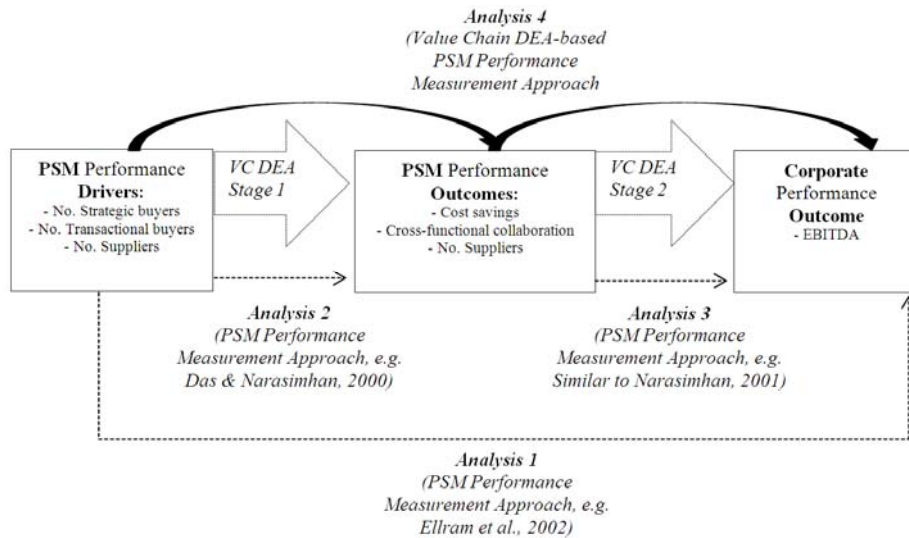 Analysis 4
(Value Chain DEA-based
PSM Performance
Measurement Approach
PSM Performance
Drivers:
- No. Strategic buyers
- No. Transactional buyers
- No. Suppliers
VC DEA
Stage 1
PSM Performance
Outcomes:
- Cost savings
- Cross-functional collaboration
- No. Suppliers
VC DEA
Stage 2
Corporate
Performance
Outcome
- EBITDA
Analysis 2
(PSM Performance
Measurement Approach, e.g.
Das & Narasimhan, 2000)
Analysis 3
(PSM Performance
Measurement Approach, e.g.
Similar to Narasimhan, 2001)
Analysis 1
(PSM Performance
Measurement Approach, e.g.
Ellram et al., 2002)